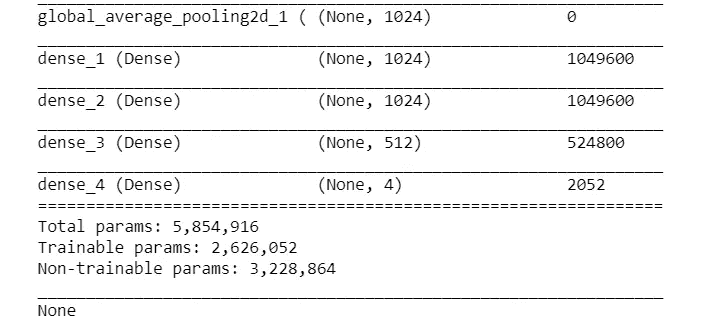 global_average_pooling2d_1 ( (None, 1024) 0
dense_1 (Dense) (None, 1024) 1049600
dense_2 (Dense) (None, 1024) 1049600
dense_3 (Dense) (None, 512) 524800
dense_4 (Dense) (None, 4) 2052
Total params: 5,854,916
Trainable params: 2,626,052
Non-trainable params: 3,228,864
None